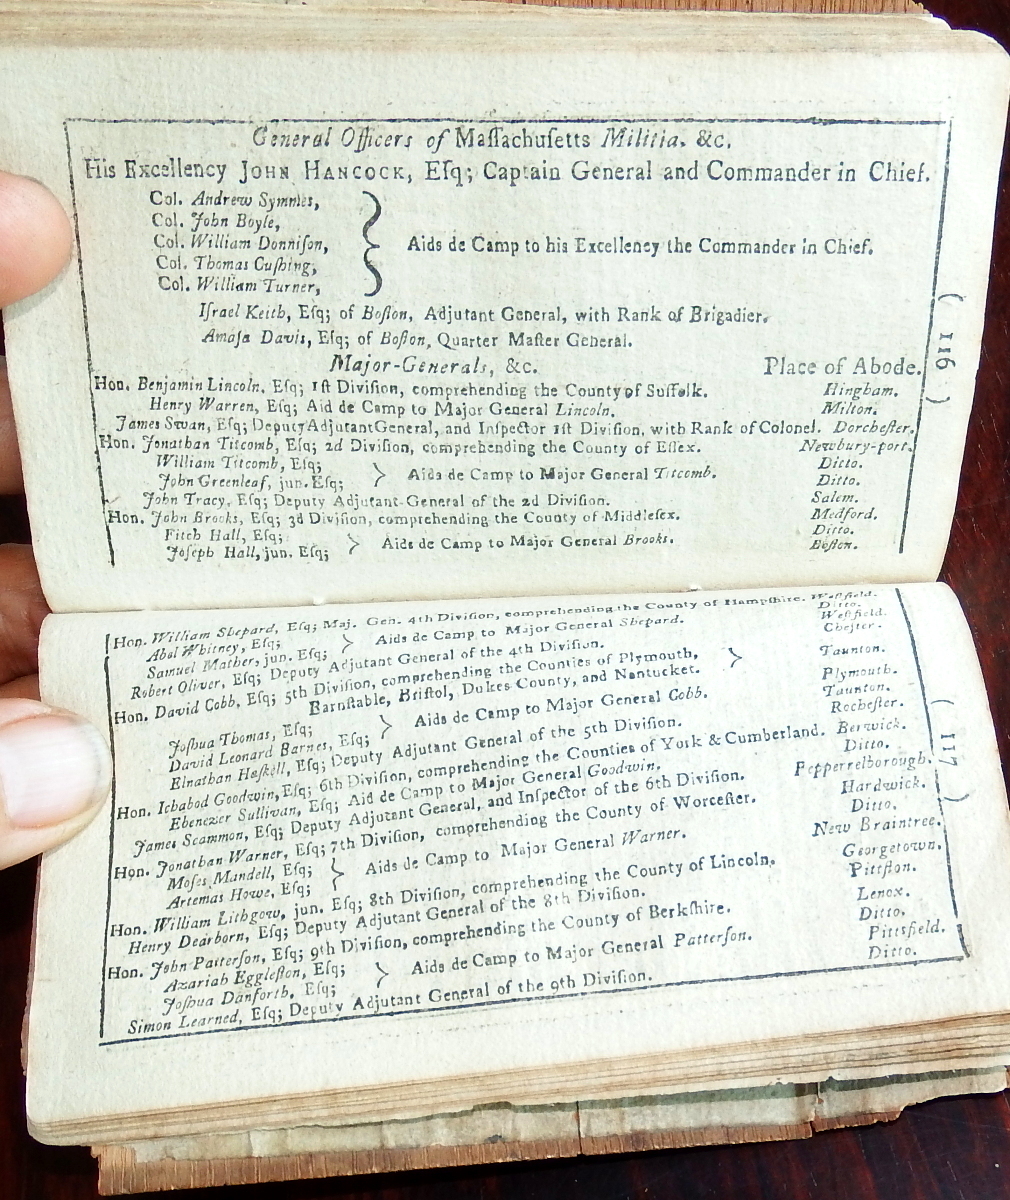 General Officers of Maſſachuſetts Militia, &c.
His Excellency JOHN HANCOCK, Eſq; Captain General and Commander in Chief.
Col. Andrew Symmes,
Col. John Boyle,
Col. William Donniſon,
Col. Thomas Cuſhing,
Col. William Turner,
Aids de Camp to his Excellency the Commander in Chief.
Iſrael Keith, Eſq; of Boſton, Adjutant General, with Rank of Brigadier.
Amaſa Davis, Eſq; of Boſton, Quarter Maſter General.
Major-Generals, &c. Place of Abode.
Hon. Benjamin Lincoln, Eſq; 1ſt Diviſion, comprehending the County of Suffolk. Hingham.
Henry Warren, Eſq; Aid de Camp to Major General Lincoln. Milton.
James Swan, Eſq; Deputy Adjutant General, and Inſpector 1ſt Diviſion, with Rank of Colonel. Dorcheſter.
Hon. Jonathan Titcomb, Eſq; 2d Diviſion, comprehending the County of Eſſex. Newbury-port.
William Titcomb, Eſq; Ditto.
John Greenleaf, jun. Eſq; } Aids de Camp to Major General Titcomb. Ditto.
John Tracy, Eſq; Deputy Adjutant-General of the 2d Diviſion. Salem.
Hon. John Brooks, Eſq; 3d Diviſion, comprehending the County of Middleſex. Medford.
Fitch Hall, Eſq; Ditto.
Joſeph Hall, jun. Eſq; } Aids de Camp to Major General Brooks. Boſton.
( 116 )
Hon. William Shepard, Eſq; Maj. Gen. 4th Diviſion, comprehending the County of Hampſhire. Weſtfield.
Abel Whitney, Eſq; Ditto.
Samuel Mather, jun. Eſq; } Aids de Camp to Major General Shepard. Weſtfield.
Robert Oliver, Eſq; Deputy Adjutant General of the 4th Diviſion. Cheſter.
Hon. David Cobb, Eſq; 5th Diviſion, comprehending the Counties of Plymouth,
Barnſtable, Briſtol, Dukes-County, and Nantucket. } Taunton.
Joſhua Thomas, Eſq; Plymouth.
David Leonard Barnes, Eſq; } Aids de Camp to Major General Cobb. Taunton.
Elnathan Haſkell, Eſq; Deputy Adjutant General of the 5th Diviſion. Rocheſter.
Hon. Ichabod Goodwin, Eſq; 6th Diviſion, comprehending the Counties of York & Cumberland. Berwick.
Ebenezer Sullivan, Eſq; Aid de Camp to Major General Goodwin. Ditto.
James Scammon, Eſq; Deputy Adjutant General, and Inſpector of the 6th Diviſion. Pepperrelborough.
Hon. Jonathan Warner, Eſq; 7th Diviſion, comprehending the County of Worceſter. Hardwick.
Moſes Mandell, Eſq; Ditto.
Artemas Howe, Eſq; } Aids de Camp to Major General Warner. New Braintree.
Hon. William Lithgow, jun. Eſq; 8th Diviſion, comprehending the County of Lincoln. Georgetown.
Henry Dearborn, Eſq; Deputy Adjutant General of the 8th Diviſion. Pittſton.
Hon. John Patterſon, Eſq; 9th Diviſion, comprehending the County of Berkſhire. Lenox.
Azariah Eggleſton, Eſq; Ditto.
Joſhua Danforth, Eſq; } Aids de Camp to Major General Patterſon. Pittsfield.
Simon Learned, Eſq; Deputy Adjutant General of the 9th Diviſion. Ditto.
( 117 )